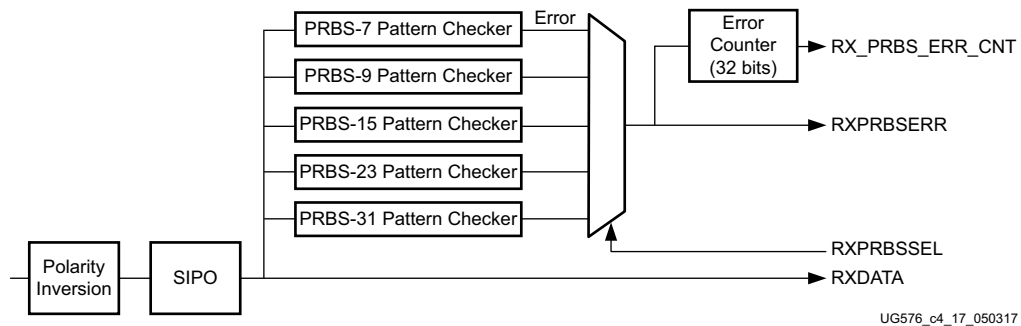 PRBS-7 Pattern Checker
Error
PRBS-9 Pattern Checker
PRBS-15 Pattern Checker
PRBS-23 Pattern Checker
PRBS-31 Pattern Checker
Error
Counter
(32 bits)
RX_PRBS_ERR_CNT
RXPRBSERR
RXPRBSSEL
Polarity
Inversion
SIPO
RXDATA
UG576_c4_17_050317